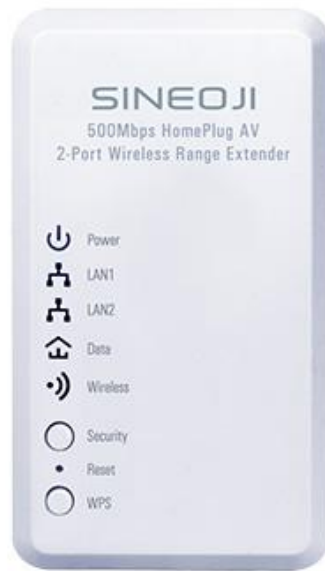 SINEOJI
500Mbps HomePlug AV
2-Port Wireless Range Extender
Power
LAN1
LAN2
Data
Wireless
Security
Reset
WPS